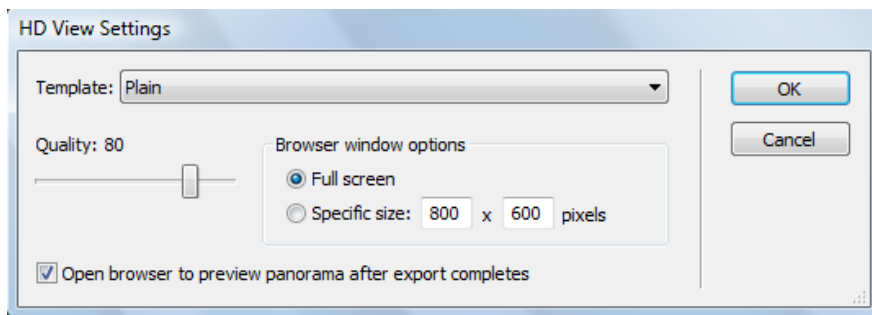 HD View Settings
Template: Plain
OK
Quality: 80
Browser window options
Cancel
Full screen
Specific size: 800 x 600 pixels
Open browser to preview panorama after export completes